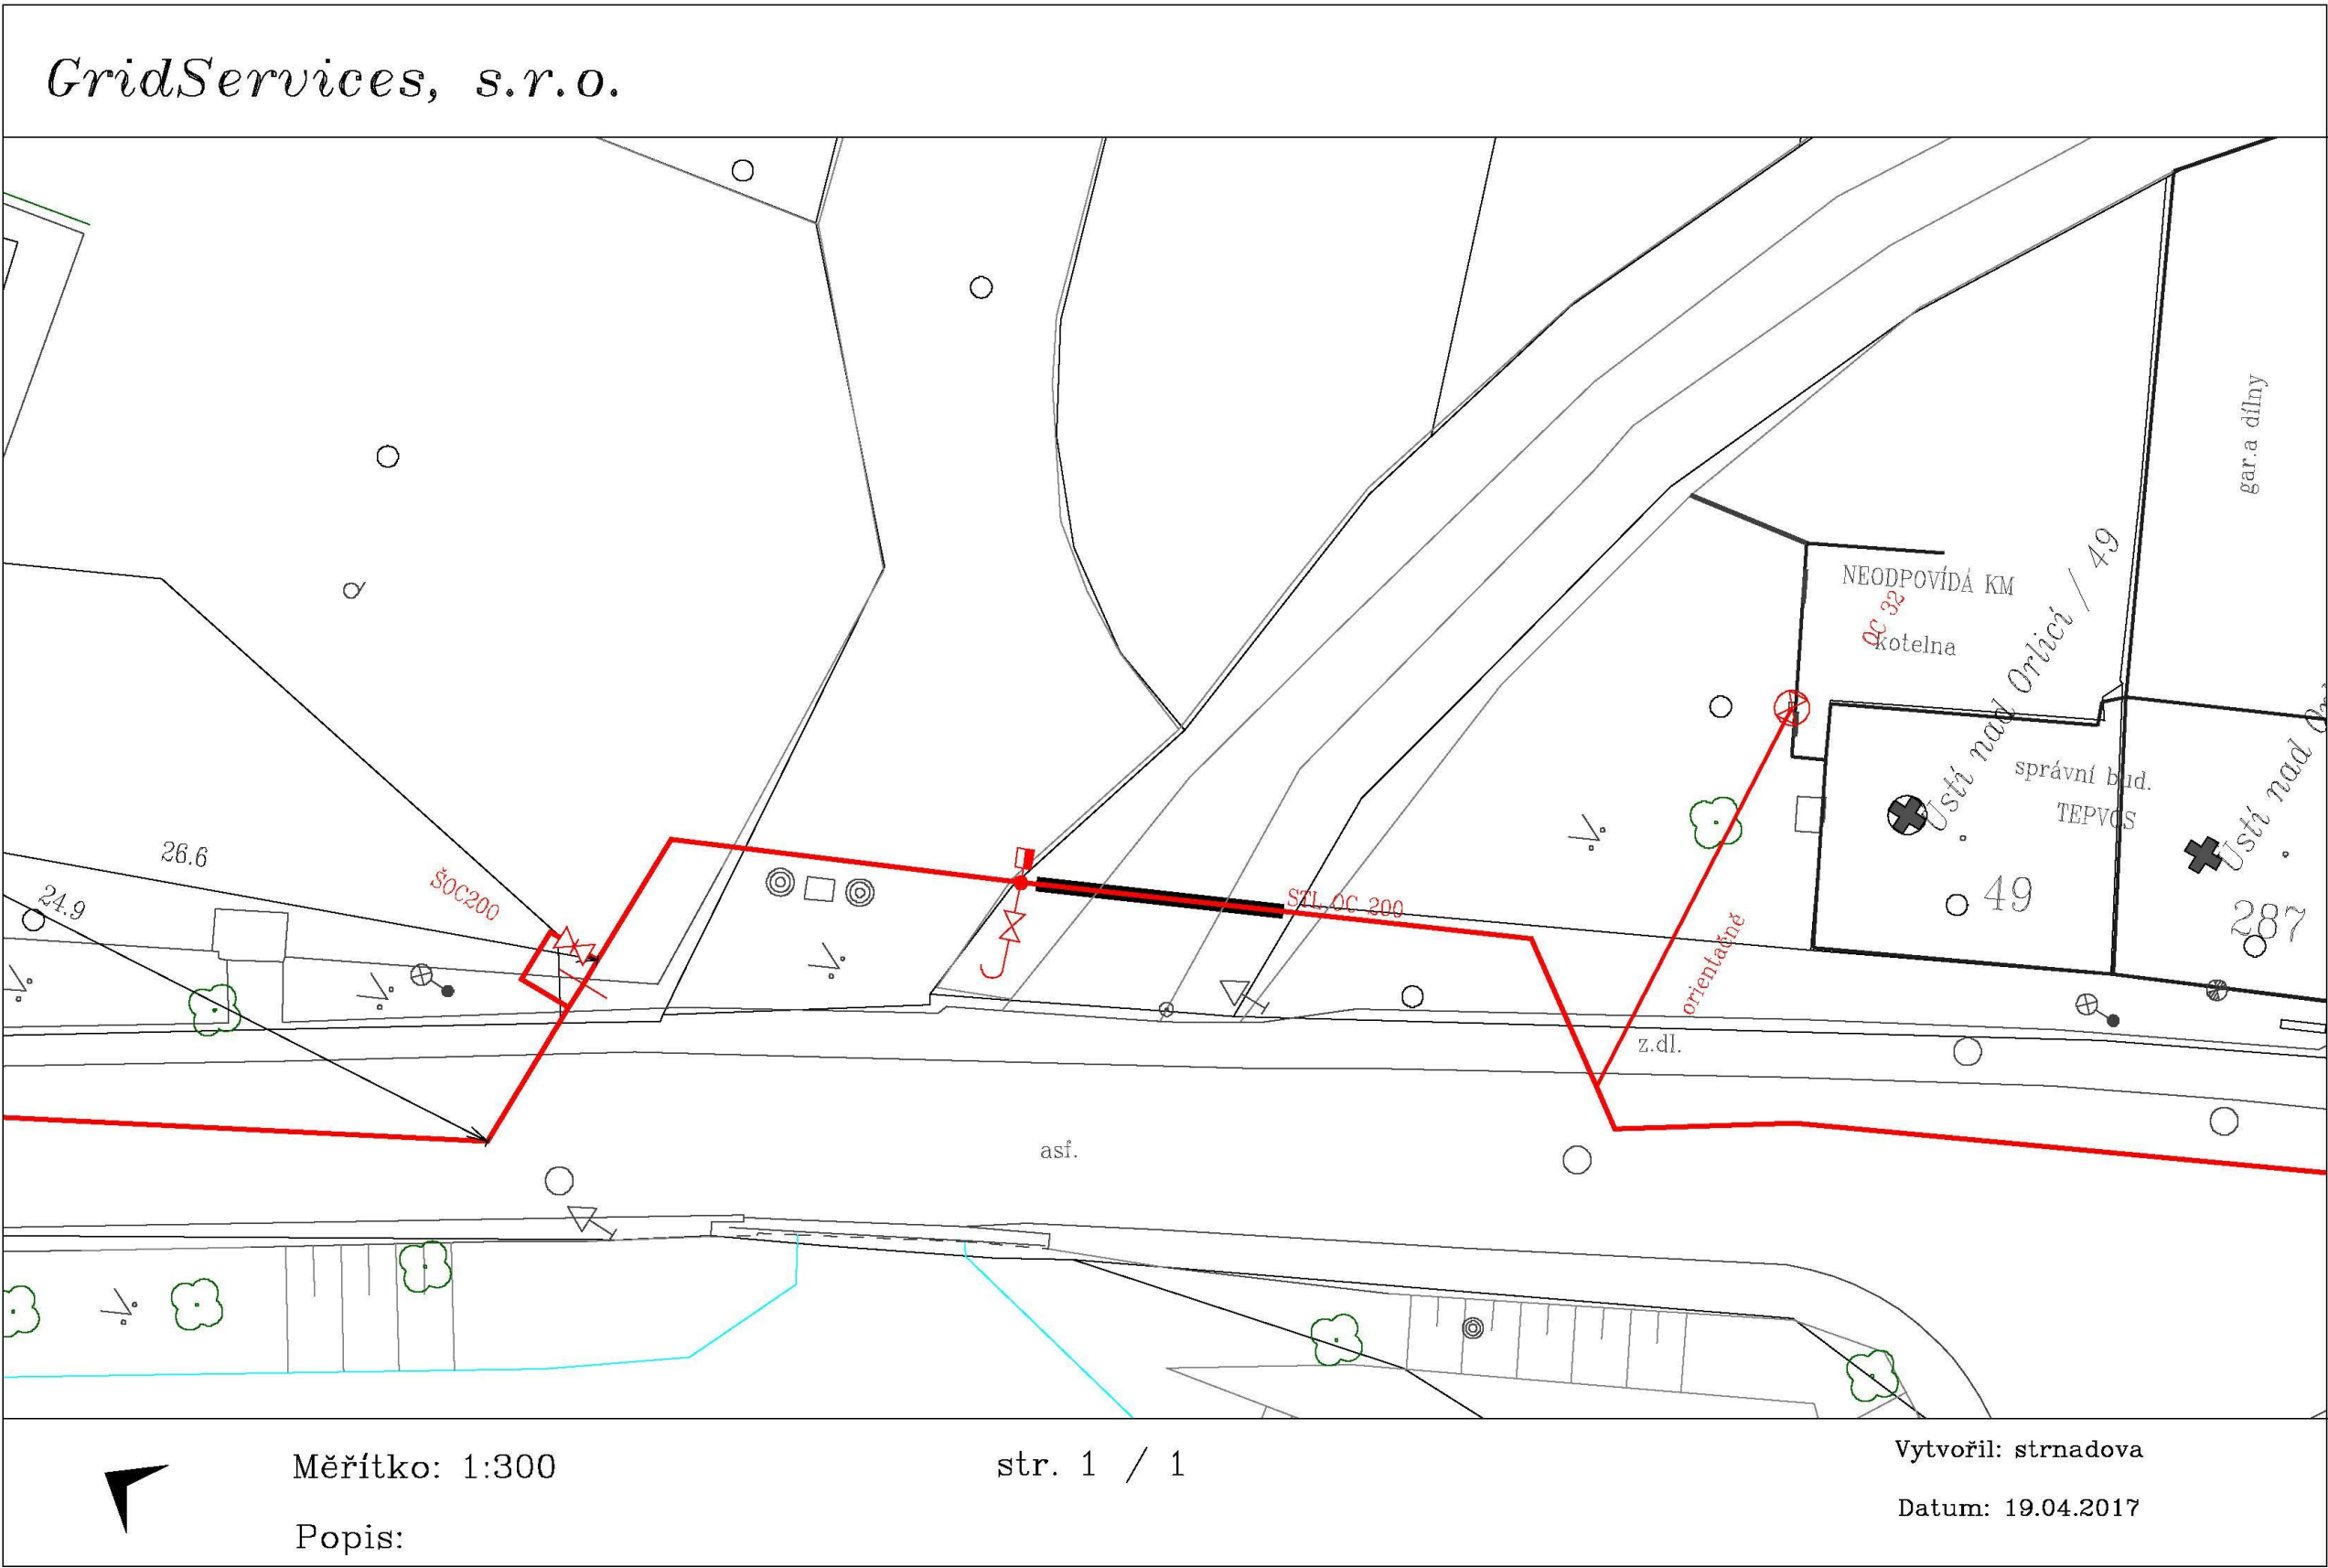 GridServices, s.r.o.
gar.a dílny
NEODPOVÍDÁ KM
OC 32
kotelna
Ústí nad Orlicí / 49
správní bud.
TEPVOS
Ústí nad
26.6
24.9
ŠOC200
STL OC 200
orientačně
49
287
z.dl.
asf.
Měřítko: 1:300
str. 1 / 1
Vytvořil: strnadova
Datum: 19.04.2017
Popis: